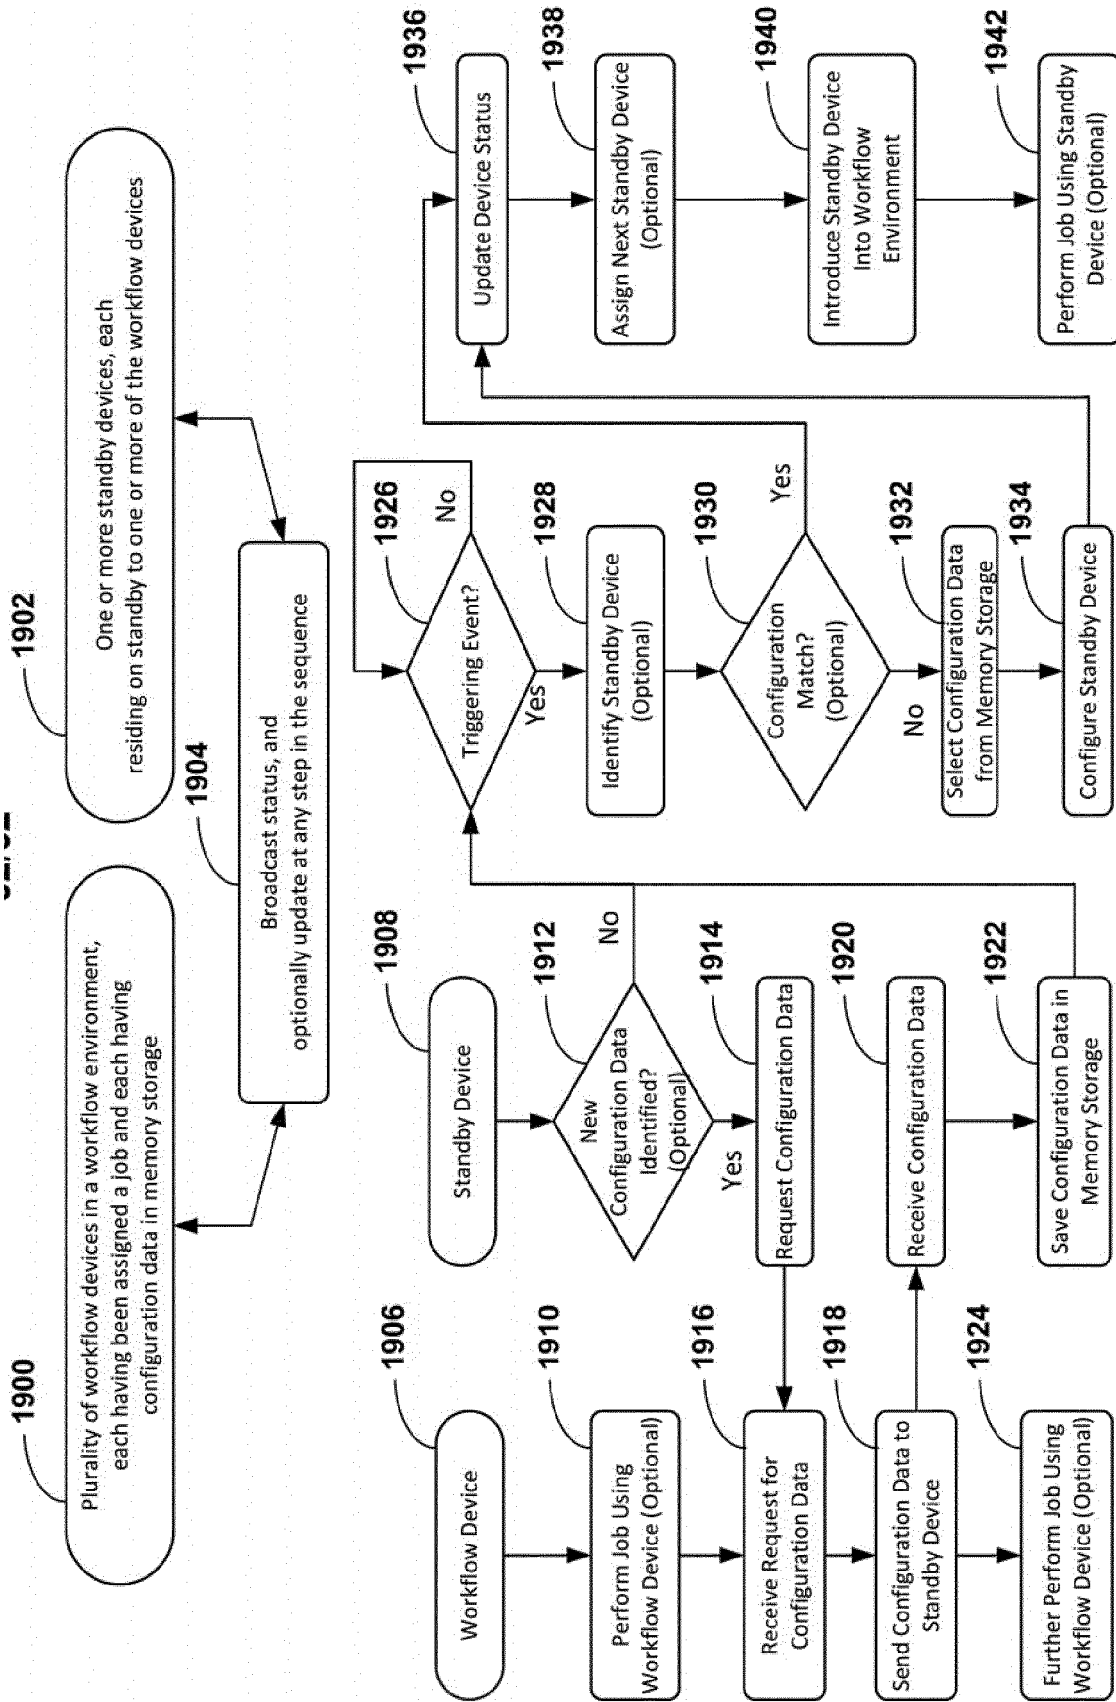 1900
Plurality of workflow devices in a workflow environment,
each having been assigned a job and each having
configuration data in memory storage
1902
One or more standby devices, each
residing on standby to one or more of the workflow devices
1904
Broadcast status, and
optionally update at any step in the sequence
1906
Workflow Device
1910
Perform Job Using
Workflow Device (Optional)
1916
Receive Request for
Configuration Data
1918
Send Configuration Data to
Standby Device
1924
Further Perform Job Using
Workflow Device (Optional)
1908
Standby Device
1912
New
Configuration Data
Identified?
(Optional)
No
Yes
1914
Request Configuration Data
1920
Receive Configuration Data
1922
Save Configuration Data in
Memory Storage
1926
Triggering Event?
No
Yes
1928
Identify Standby Device
(Optional)
1930
Configuration
Match?
(Optional)
Yes
No
1932
Select Configuration Data
from Memory Storage
1934
Configure Standby Device
1936
Update Device Status
1938
Assign Next Standby Device
(Optional)
1940
Introduce Standby Device
Into Workflow
Environment
1942
Perform Job Using Standby
Device (Optional)